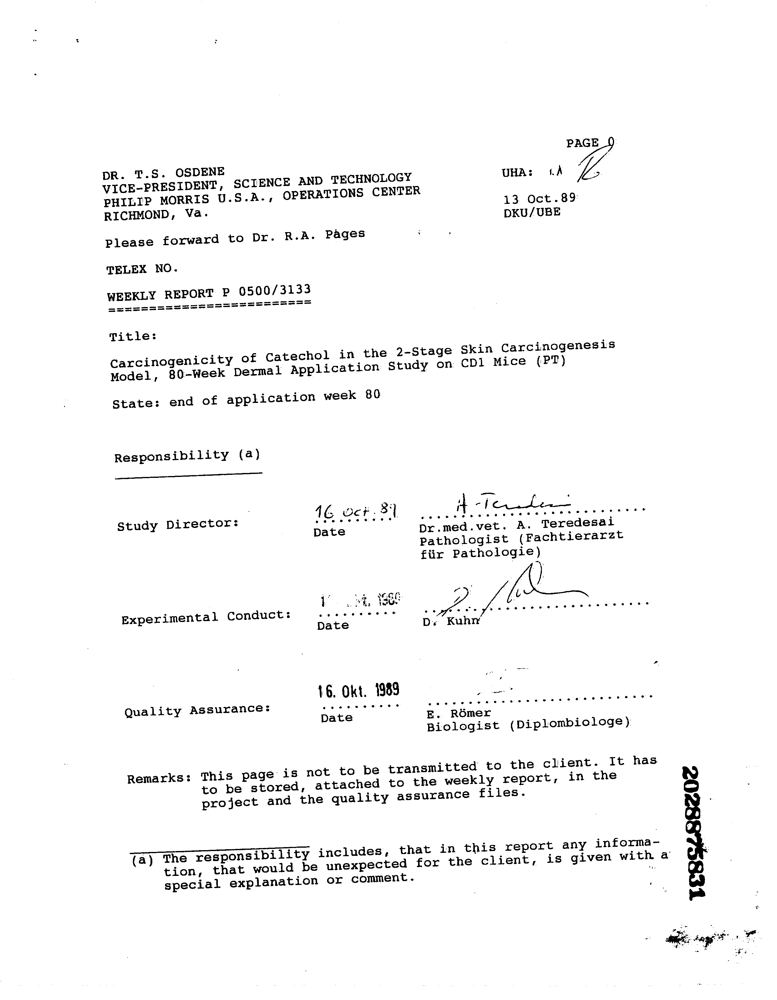 PAGE 0
DR. T.S. OSDENE
VICE-PRESIDENT, SCIENCE AND TECHNOLOGY
PHILIP MORRIS U.S.A., OPERATIONS CENTER
RICHMOND, Va.
UHA:
13 Oct.89
DKU/UBE
Please forward to Dr. R.A. Pages
TELEX NO.
WEEKLY REPORT P 0500/3133
=========================
Title:
Carcinogenicity of Catechol in the 2-Stage Skin Carcinogenesis
Model, 80-Week Dermal Application Study on CD1 Mice (PT)
State: end of application week 80
Responsibility (a)
Study Director:
16 Oct. 89
Date
A. Teredesai
Dr.med.vet. A. Teredesai
Pathologist (Fachtierarzt
für Pathologie)
Experimental Conduct:
1 kt. 1989
Date
D. Kuhn
Quality Assurance:
16. Okt. 1989
Date
E. Römer
Biologist (Diplombiologe)
Remarks: This page is not to be transmitted to the client. It has
to be stored, attached to the weekly report, in the
project and the quality assurance files.
(a) The responsibility includes, that in this report any informa-
tion, that would be unexpected for the client, is given with a
special explanation or comment.
2028875831